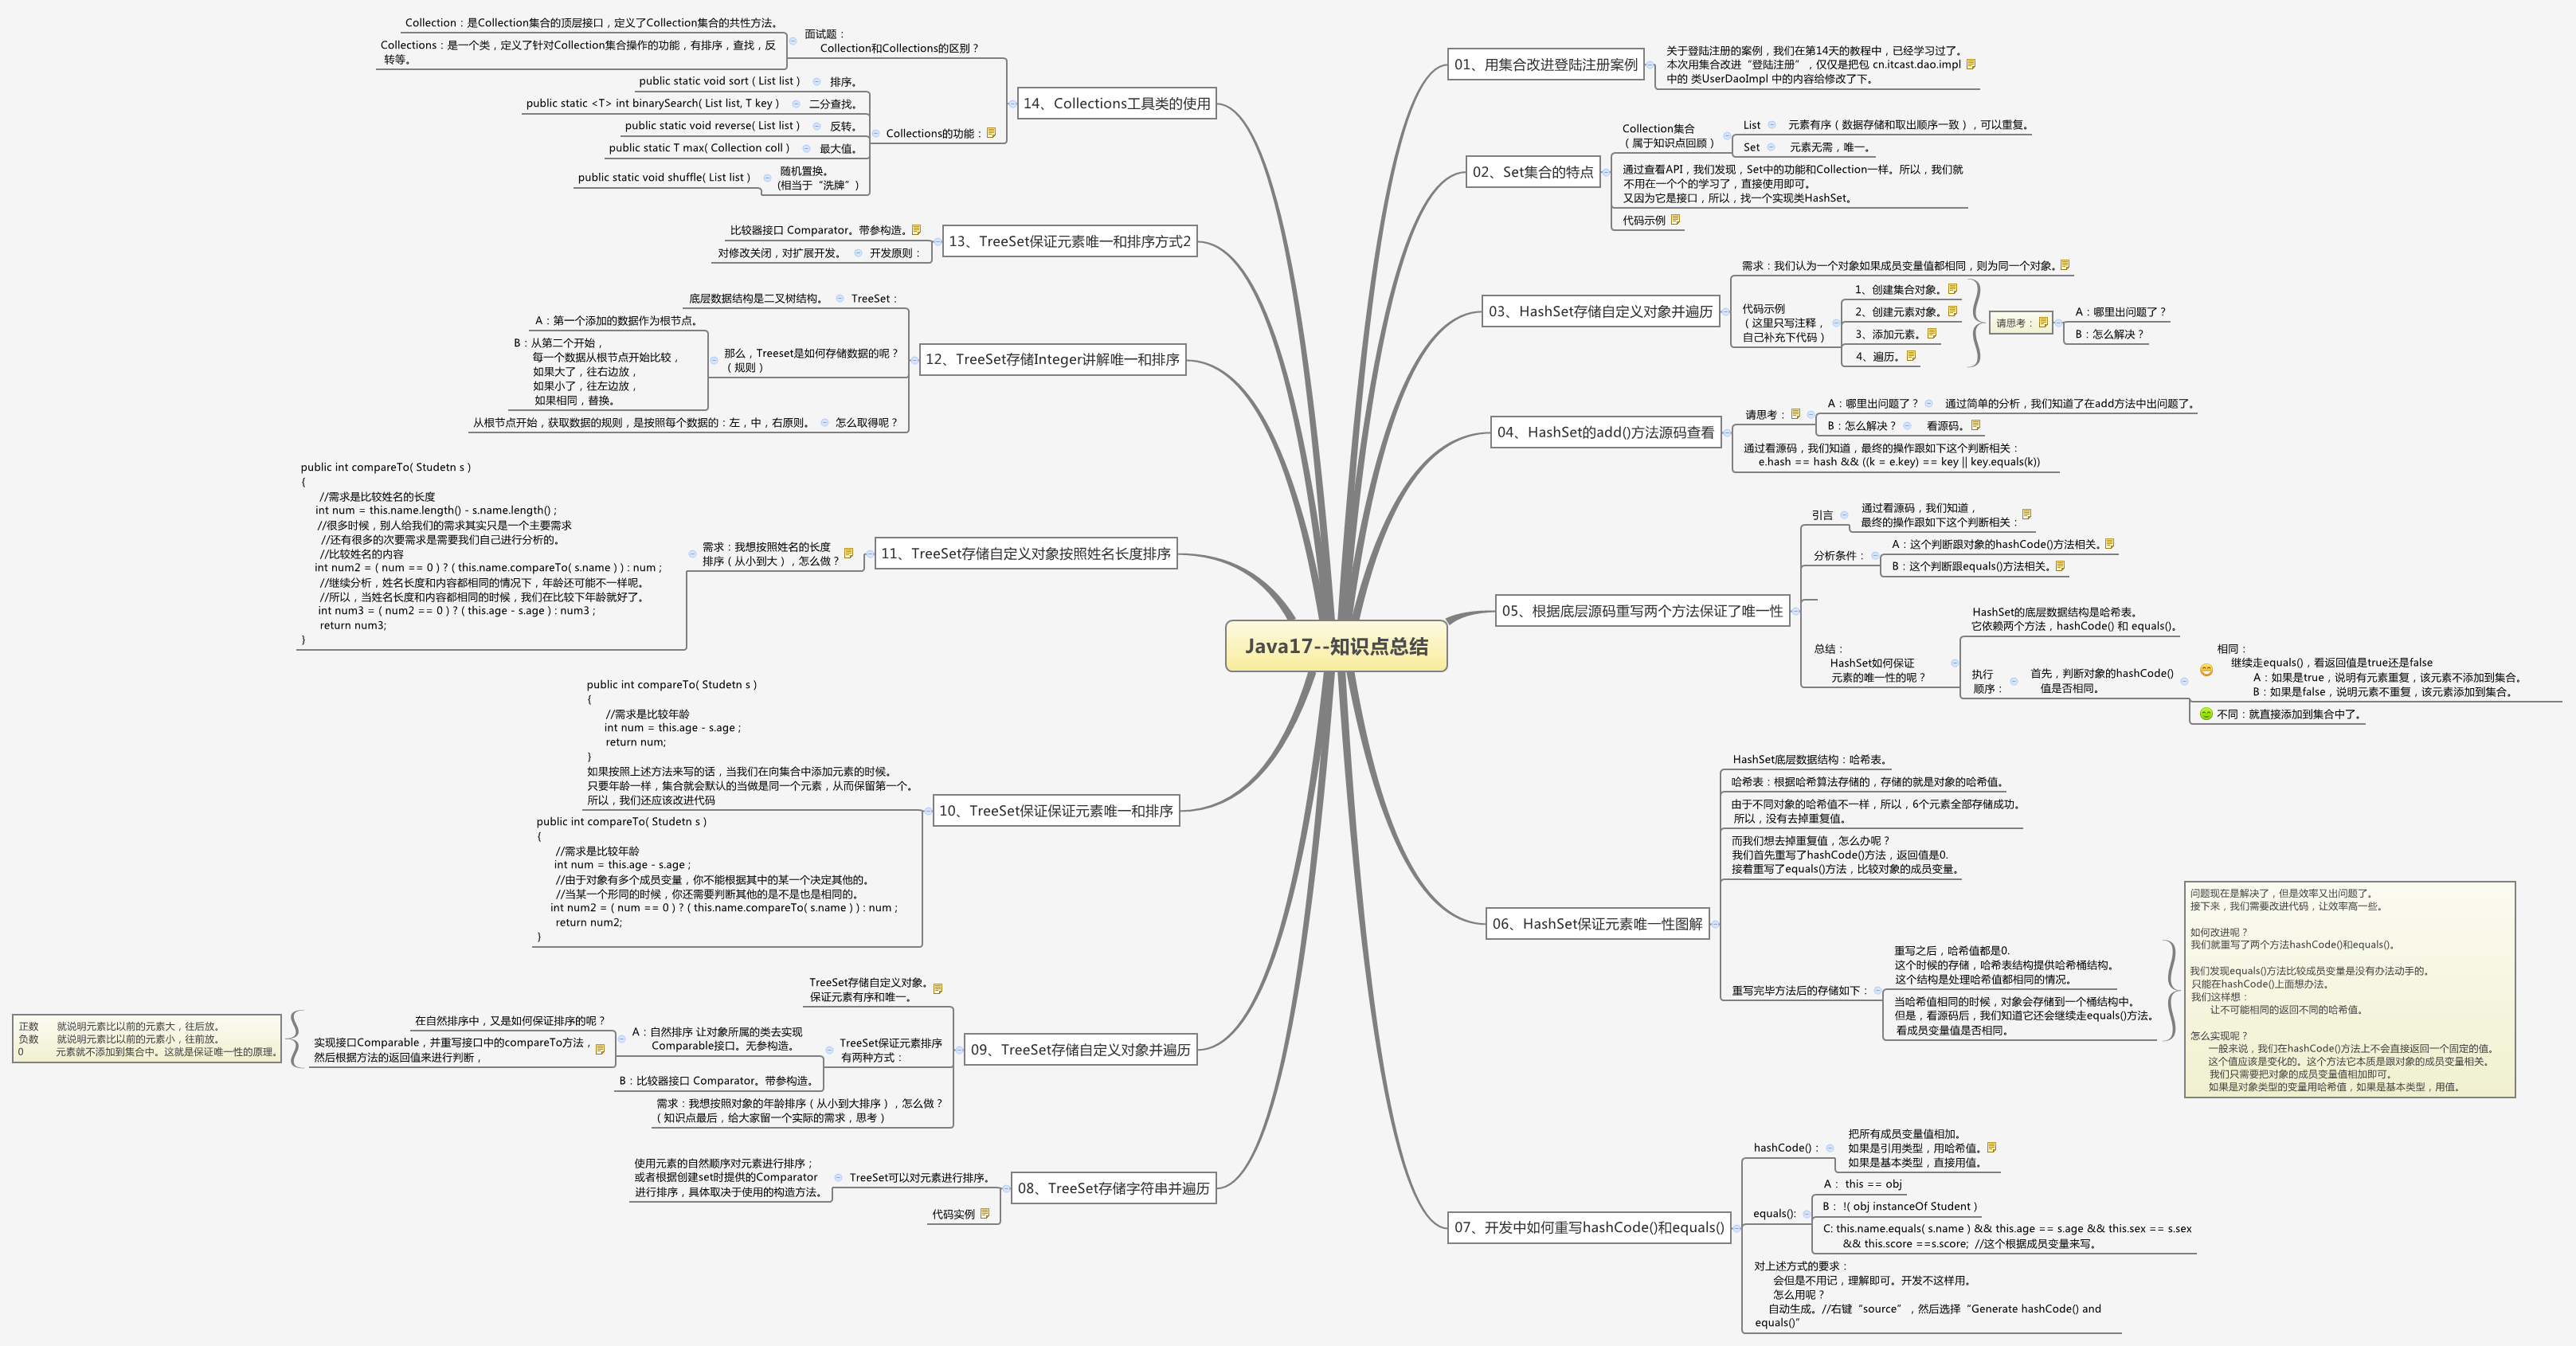 Java17--知识点总结
01、用集合改进登陆注册案例
关于登陆注册的案例，我们在第14天的教程中，已经学习过了。
本次用集合改进“登陆注册”，仅仅是把包 cn.itcast.dao.impl
中的 类UserDaoImpl 中的内容给修改了下。
02、Set集合的特点
Collection集合
（属于知识点回顾）
List
元素有序（数据存储和取出顺序一致），可以重复。
Set
元素无需，唯一。
通过查看API，我们发现，Set中的功能和Collection一样。所以，我们就
不用在一个个的学习了，直接使用即可。
又因为它是接口，所以，找一个实现类HashSet。
代码示例
03、HashSet存储自定义对象并遍历
需求：我们认为一个对象如果成员变量值都相同，则为同一个对象。
代码示例
（这里只写注释，
自己补充下代码）
1、创建集合对象。
2、创建元素对象。
3、添加元素。
4、遍历。
请思考：
A：哪里出问题了？
B：怎么解决？
04、HashSet的add()方法源码查看
请思考：
A：哪里出问题了？
通过简单的分析，我们知道了在add方法中出问题了。
B：怎么解决？
看源码。
通过看源码，我们知道，最终的操作跟如下这个判断相关：
e.hash == hash && ((k = e.key) == key || key.equals(k))
05、根据底层源码重写两个方法保证了唯一性
引言
通过看源码，我们知道，
最终的操作跟如下这个判断相关：
分析条件：
A：这个判断跟对象的hashCode()方法相关。
B：这个判断跟equals()方法相关。
总结：
HashSet如何保证
元素的唯一性的呢？
HashSet的底层数据结构是哈希表。
它依赖两个方法，hashCode() 和 equals()。
执行
顺序：
首先，判断对象的hashCode()
值是否相同。
相同：
继续走equals()，看返回值是true还是false
A：如果是true，说明有元素重复，该元素不添加到集合。
B：如果是false，说明元素不重复，该元素添加到集合。
不同：就直接添加到集合中了。
06、HashSet保证元素唯一性图解
HashSet底层数据结构：哈希表。
哈希表：根据哈希算法存储的，存储的就是对象的哈希值。
由于不同对象的哈希值不一样，所以，6个元素全部存储成功。
所以，没有去掉重复值。
而我们想去掉重复值，怎么办呢？
我们首先重写了hashCode()方法，返回值是0.
接着重写了equals()方法，比较对象的成员变量。
重写完毕方法后的存储如下：
重写之后，哈希值都是0.
这个时候的存储，哈希表结构提供哈希桶结构。
这个结构是处理哈希值都相同的情况。
当哈希值相同的时候，对象会存储到一个桶结构中。
但是，看源码后，我们知道它还会继续走equals()方法。
看成员变量值是否相同。
问题现在是解决了，但是效率又出问题了。
接下来，我们需要改进代码，让效率高一些。
如何改进呢？
我们就重写了两个方法hashCode()和equals()。
我们发现equals()方法比较成员变量是没有办法动手的。
只能在hashCode()上面想办法。
我们这样想：
让不可能相同的返回不同的哈希值。
怎么实现呢？
一般来说，我们在hashCode()方法上不会直接返回一个固定的值。
这个值应该是变化的。这个方法它本质是跟对象的成员变量相关。
我们只需要把对象的成员变量值相加即可。
如果是对象类型的变量用哈希值，如果是基本类型，用值。
07、开发中如何重写hashCode()和equals()
hashCode()：
把所有成员变量值相加。
如果是引用类型，用哈希值。
如果是基本类型，直接用值。
equals():
A： this == obj
B： !( obj instanceOf Student )
C: this.name.equals( s.name ) && this.age == s.age && this.sex == s.sex
&& this.score ==s.score;  //这个根据成员变量来写。
对上述方式的要求：
会但是不用记，理解即可。开发不这样用。
怎么用呢？
自动生成。//右键“source”，然后选择“Generate hashCode() and
equals()”
08、TreeSet存储字符串并遍历
TreeSet可以对元素进行排序。
使用元素的自然顺序对元素进行排序；
或者根据创建set时提供的Comparator
进行排序，具体取决于使用的构造方法。
代码实例
09、TreeSet存储自定义对象并遍历
TreeSet存储自定义对象。
保证元素有序和唯一。
TreeSet保证元素排序
有两种方式：
A：自然排序 让对象所属的类去实现
Comparable接口。无参构造。
在自然排序中，又是如何保证排序的呢？
实现接口Comparable，并重写接口中的compareTo方法，
然后根据方法的返回值来进行判断，
正数 就说明元素比以前的元素大，往后放。
负数 就说明元素比以前的元素小，往前放。
0 元素就不添加到集合中。这就是保证唯一性的原理。
B：比较器接口 Comparator。带参构造。
需求：我想按照对象的年龄排序（从小到大排序），怎么做？
（知识点最后，给大家留一个实际的需求，思考）
10、TreeSet保证保证元素唯一和排序
public int compareTo( Studetn s )
{
//需求是比较年龄
int num = this.age - s.age ;
return num;
}
如果按照上述方法来写的话，当我们在向集合中添加元素的时候。
只要年龄一样，集合就会默认的当做是同一个元素，从而保留第一个。
所以，我们还应该改进代码
public int compareTo( Studetn s )
{
//需求是比较年龄
int num = this.age - s.age ;
//由于对象有多个成员变量，你不能根据其中的某一个决定其他的。
//当某一个形同的时候，你还需要判断其他的是不是也是相同的。
int num2 = ( num == 0 ) ? ( this.name.compareTo( s.name ) ) : num ;
return num2;
}
11、TreeSet存储自定义对象按照姓名长度排序
需求：我想按照姓名的长度
排序（从小到大），怎么做？
public int compareTo( Studetn s )
{
//需求是比较姓名的长度
int num = this.name.length() - s.name.length() ;
//很多时候，别人给我们的需求其实只是一个主要需求
//还有很多的次要需求是需要我们自己进行分析的。
//比较姓名的内容
int num2 = ( num == 0 ) ? ( this.name.compareTo( s.name ) ) : num ;
//继续分析，姓名长度和内容都相同的情况下，年龄还可能不一样呢。
//所以，当姓名长度和内容都相同的时候，我们在比较下年龄就好了。
int num3 = ( num2 == 0 ) ? ( this.age - s.age ) : num3 ;
return num3;
}
12、TreeSet存储Integer讲解唯一和排序
TreeSet：
底层数据结构是二叉树结构。
那么，Treeset是如何存储数据的呢？
（规则）
A：第一个添加的数据作为根节点。
B：从第二个开始，
每一个数据从根节点开始比较，
如果大了，往右边放，
如果小了，往左边放，
如果相同，替换。
怎么取得呢？
从根节点开始，获取数据的规则，是按照每个数据的：左，中，右原则。
13、TreeSet保证元素唯一和排序方式2
比较器接口 Comparator。带参构造。
开发原则：
对修改关闭，对扩展开发。
14、Collections工具类的使用
面试题：
Collection和Collections的区别？
Collection：是Collection集合的顶层接口，定义了Collection集合的共性方法。
Collections：是一个类，定义了针对Collection集合操作的功能，有排序，查找，反
转等。
Collections的功能：
排序。
public static void sort ( List list )
二分查找。
public static <T> int binarySearch( List list, T key )
反转。
public static void reverse( List list )
最大值。
public static T max( Collection coll )
随机置换。
(相当于“洗牌”)
public static void shuffle( List list )